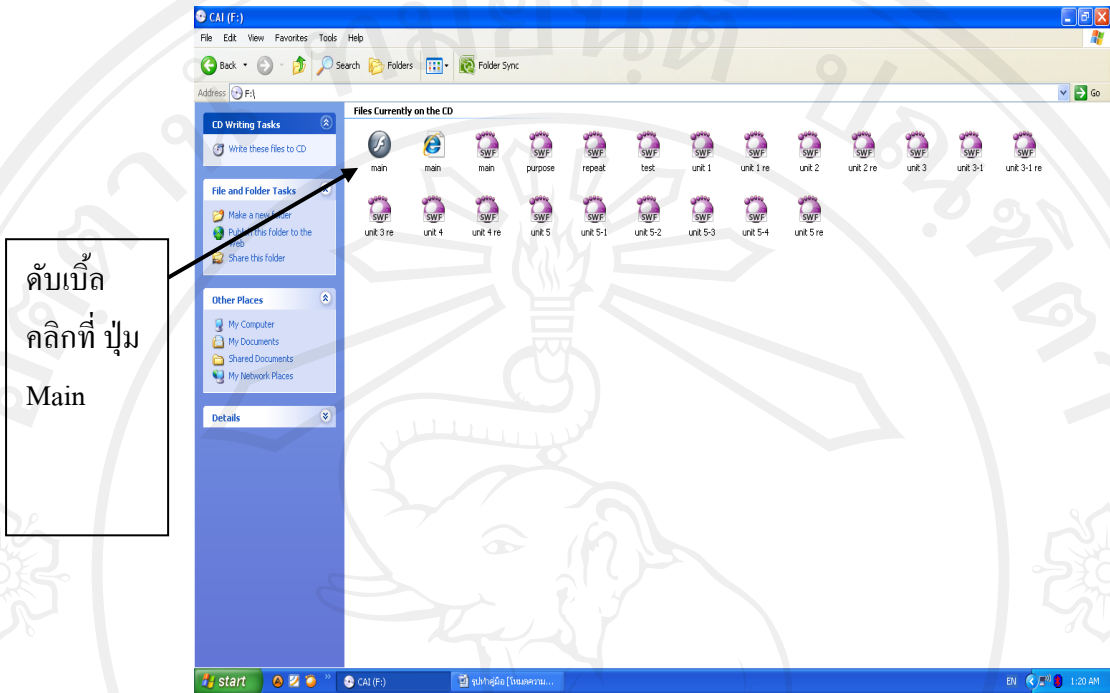 CAI (F:)
File Edit View Favorites Tools Help
Back Search Folders Folder Sync
Address F:\ Go
Files Currently on the CD
CD Writing Tasks
Write these files to CD
main main main purpose repeat test unit 1 unit 1 re unit 2 unit 2 re unit 3 unit 3-1 unit 3-1 re
File and Folder Tasks
Make a new folder
Publish this folder to the
Web
Share this folder
unit 3 re unit 4 unit 4 re unit 5 unit 5-1 unit 5-2 unit 5-3 unit 5-4 unit 5 re
ดับเบิ้ล
คลิกที่ ปุ่ม
Main
Other Places
My Computer
My Documents
Shared Documents
My Network Places
Details
start CAI (F:) EN 1:20 AM